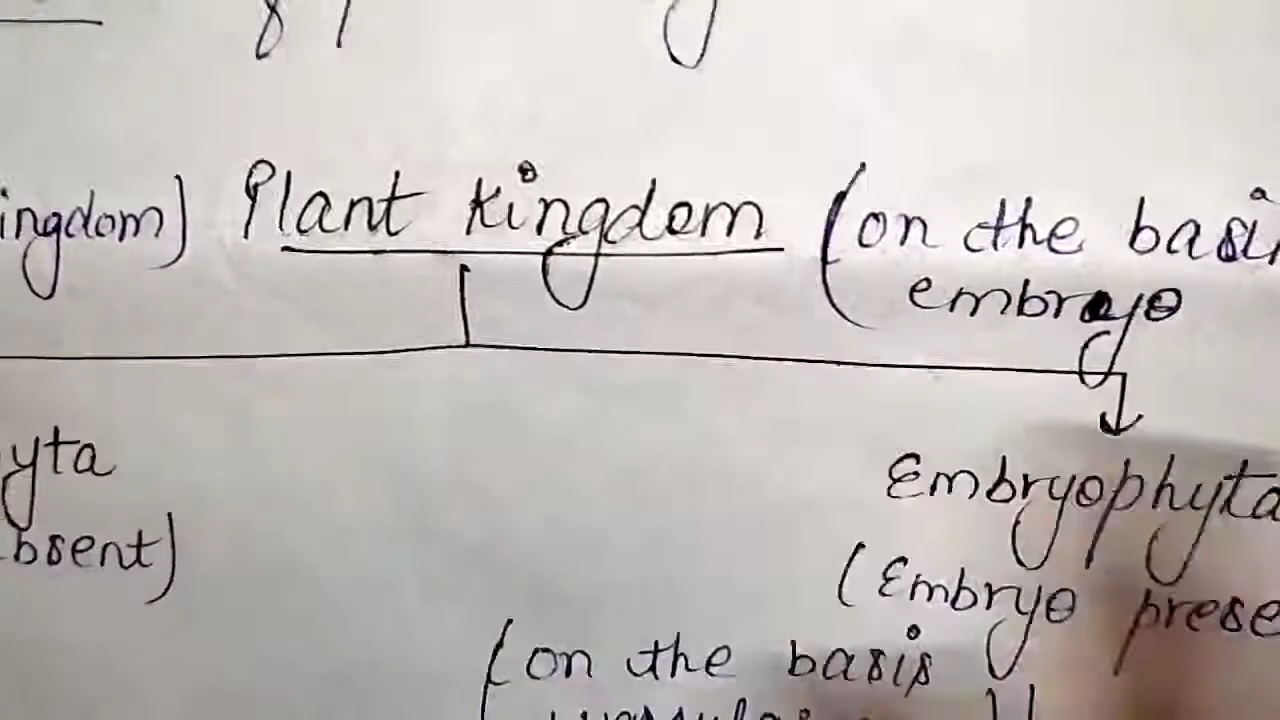 ingdom) Plant kingdom (on the basi
embryo
yta Embryophyta
bsent) (Embryo prese
(on the basis